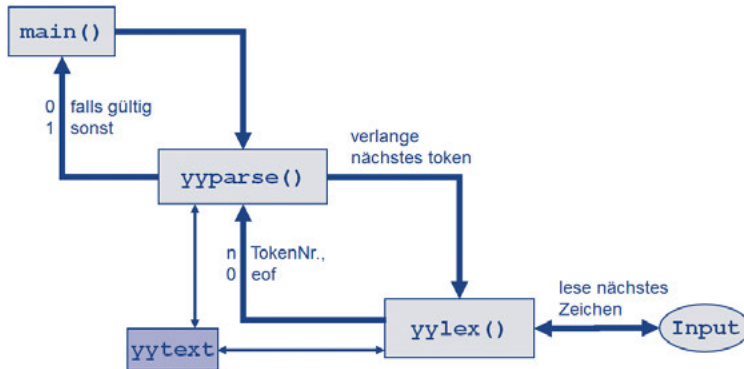 main()
0 falls gültig
1 sonst
verlange
nächstes token
yyparse()
n TokenNr.,
0 eof
lese nächstes
Zeichen
yylex()
Input
yytext